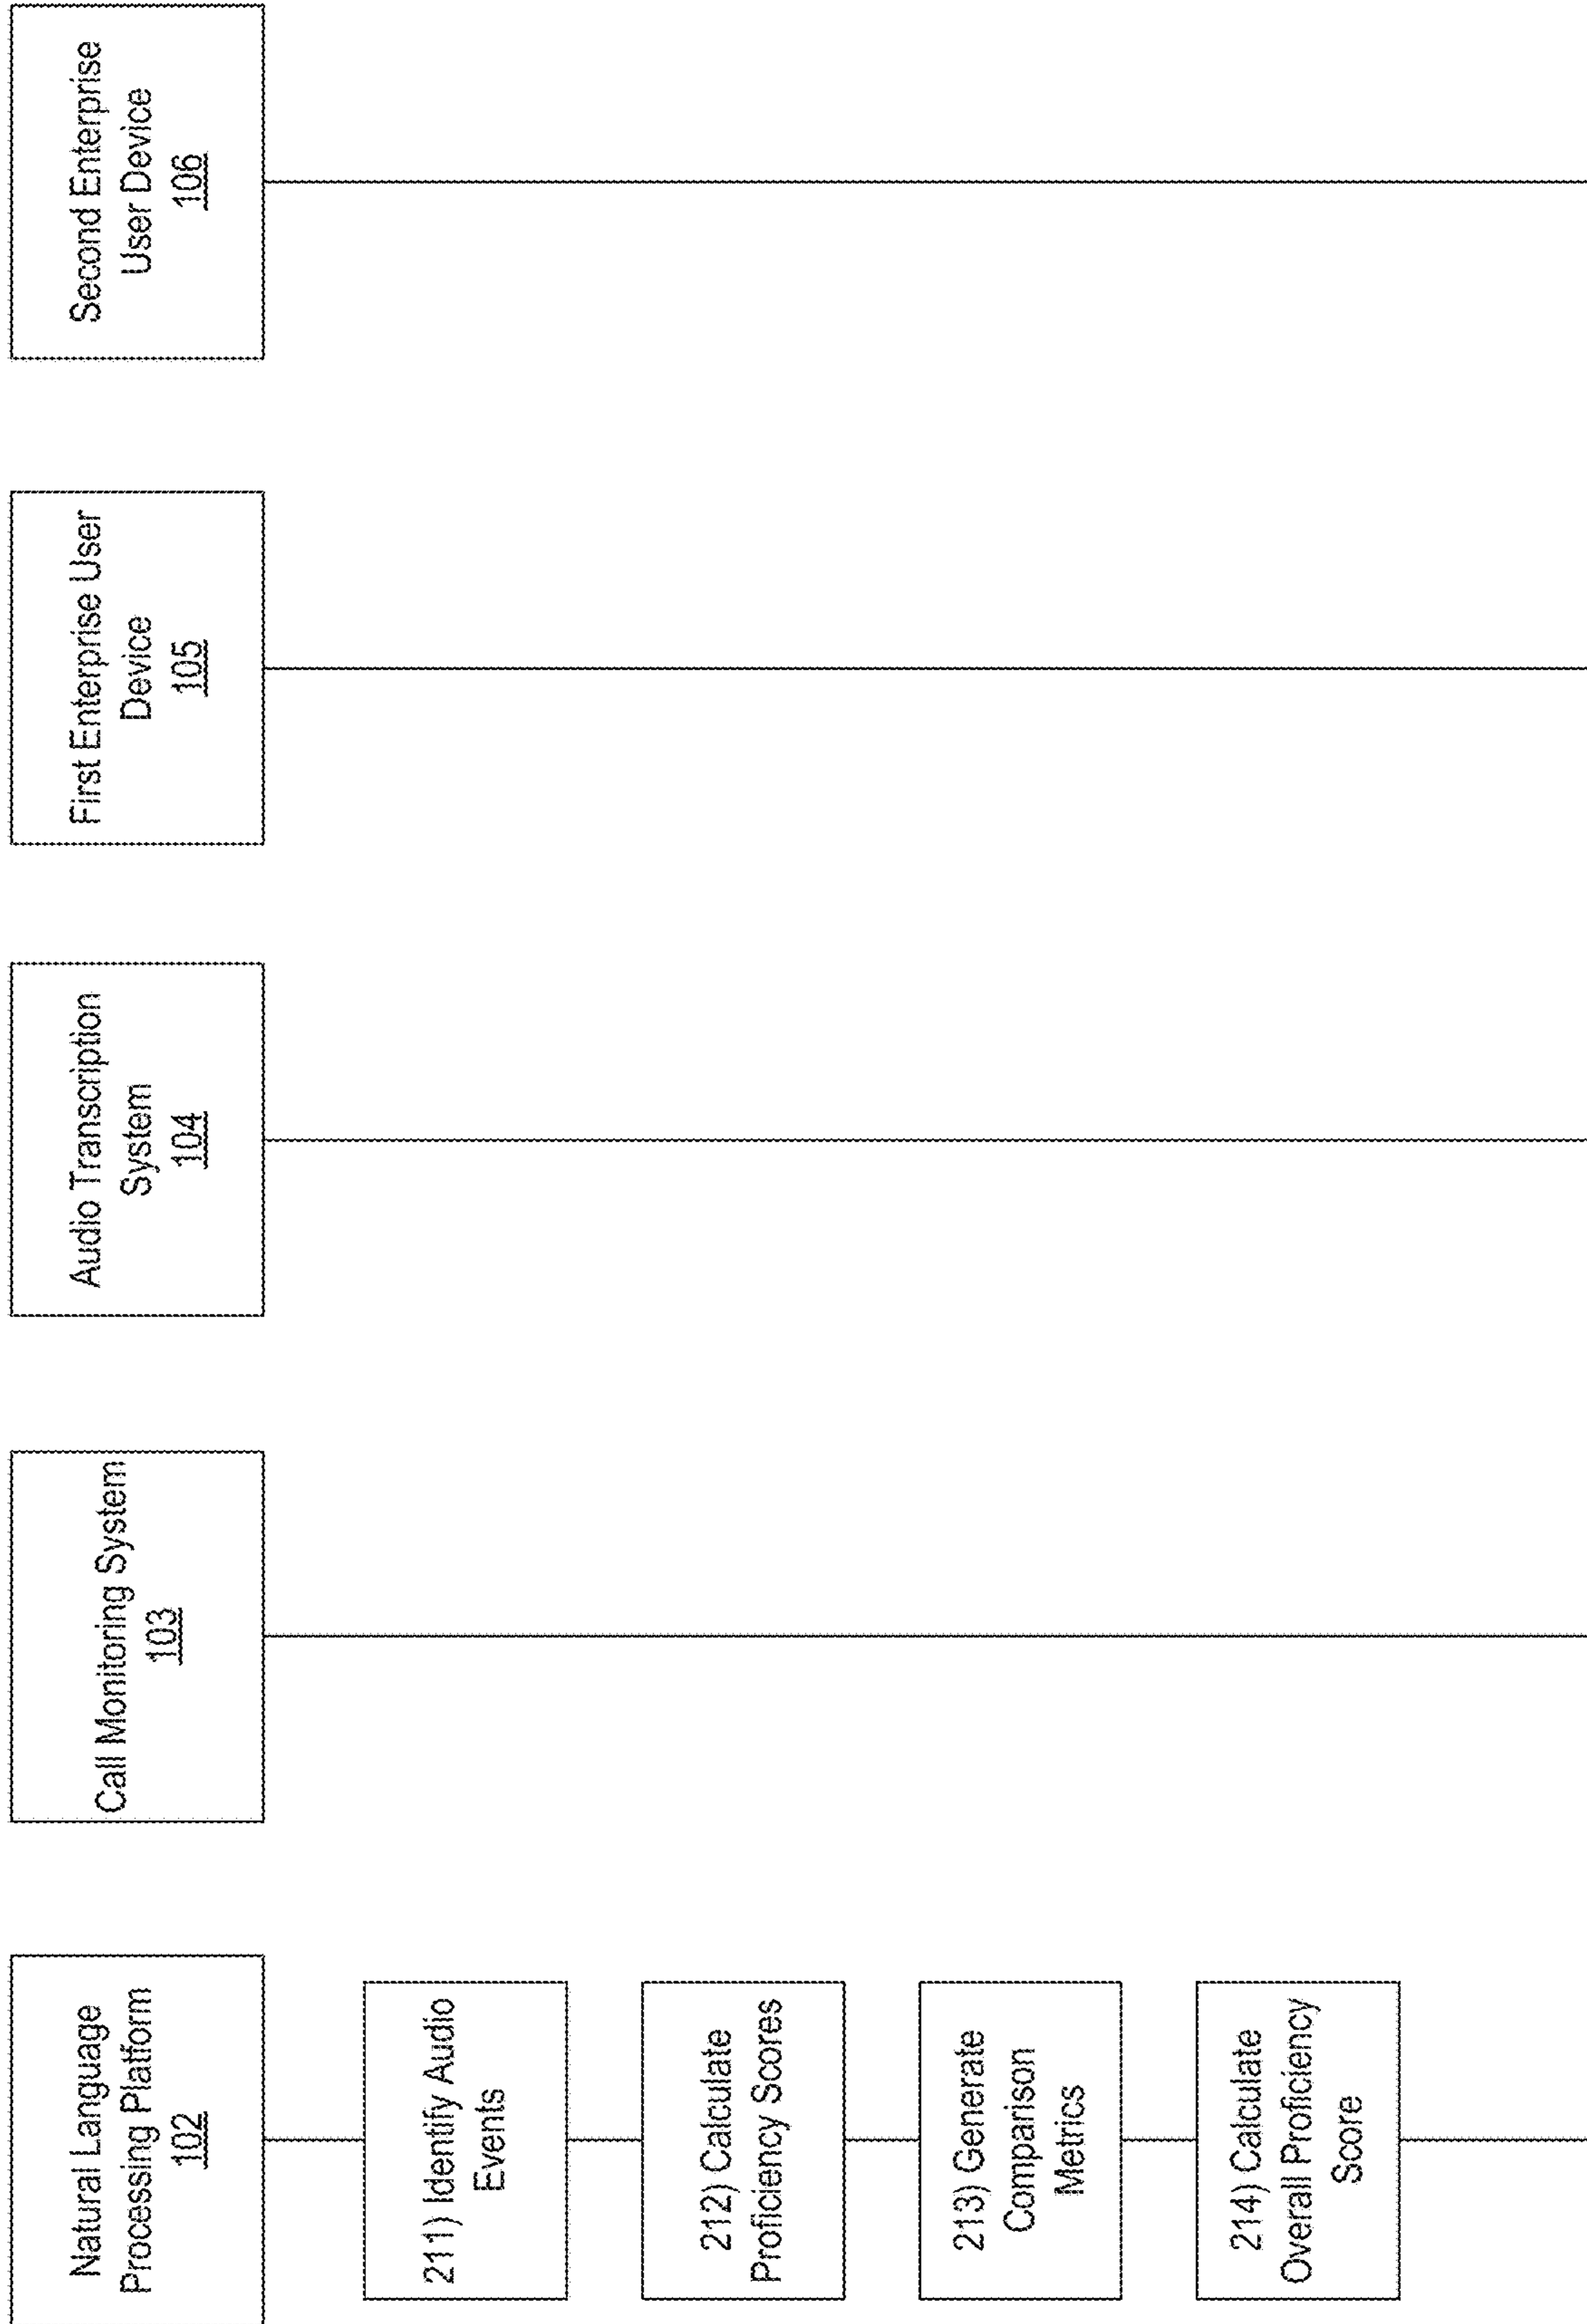 Natural Language
Processing Platform
102
Call Monitoring System
103
Audio Transcription
System
104
First Enterprise User
Device
105
Second Enterprise
User Device
106
211) Identify Audio
Events
212) Calculate
Proficiency Scores
213) Generate
Comparison
Metrics
214) Calculate
Overall Proficiency
Score